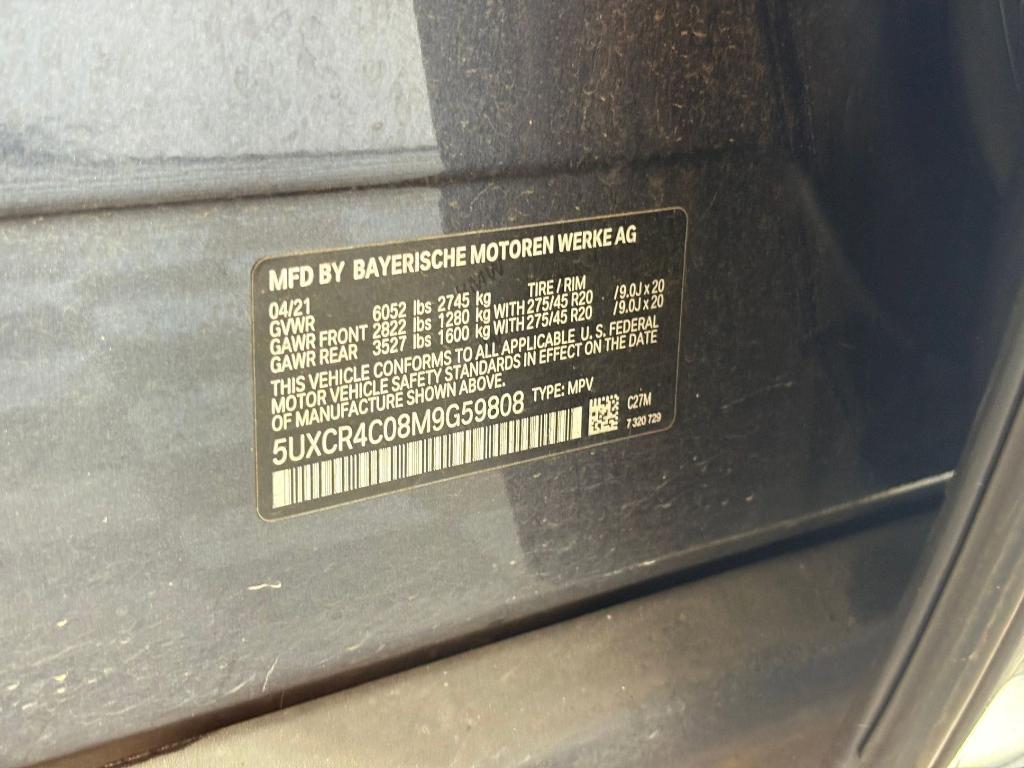 MFD BY BAYERISCHE MOTOREN WERKE AG
04/21 TIRE / RIM
GVWR 6052 lbs 2745 kg
GAWR FRONT 2822 lbs 1280 kg WITH 275/45 R20 /9.0J x 20
GAWR REAR 3527 lbs 1600 kg WITH 275/45 R20 /9.0J x 20
THIS VEHICLE CONFORMS TO ALL APPLICABLE U.S. FEDERAL
MOTOR VEHICLE SAFETY STANDARDS IN EFFECT ON THE DATE
OF MANUFACTURE SHOWN ABOVE.
5UXCR4C08M9G59808 TYPE: MPV
C27M
7 320 729